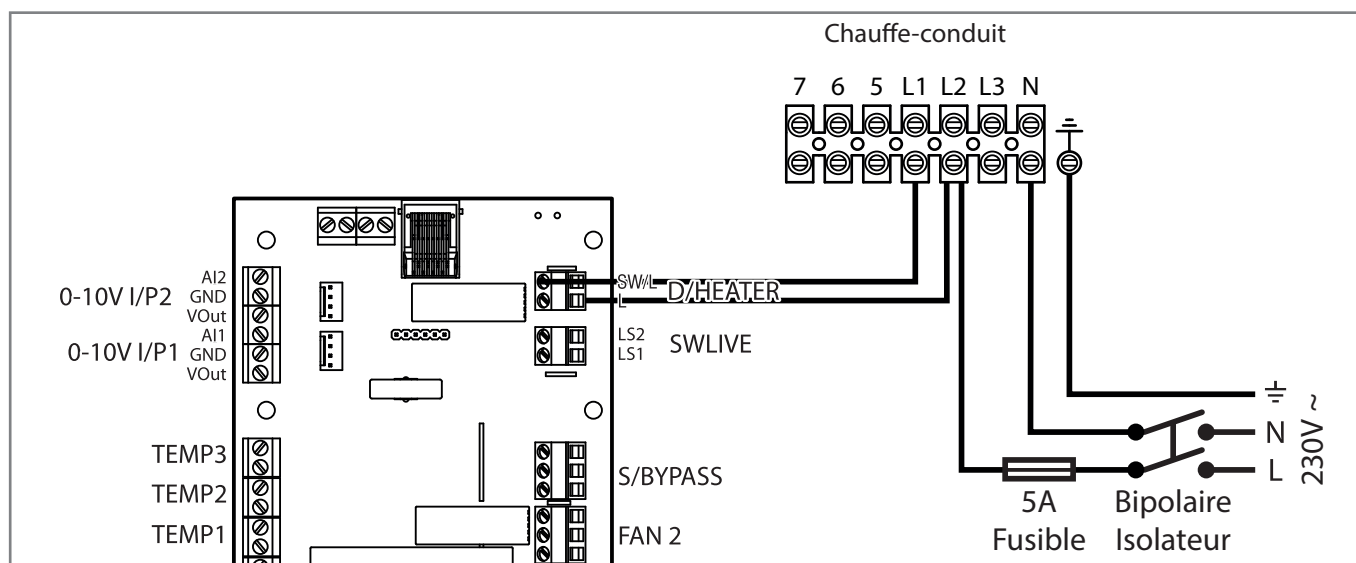 Chauffe-conduit
7 6 5 L1 L2 L3 N
AI2
0-10V I/P2 GND
VOut
AI1
0-10V I/P1 GND
VOut
SW/L
D/HEATER
L
LS2
SWLIVE
LS1
TEMP3
TEMP2
TEMP1
S/BYPASS
FAN 2
N
L
230V ~
5A
Fusible
Bipolaire
Isolateur